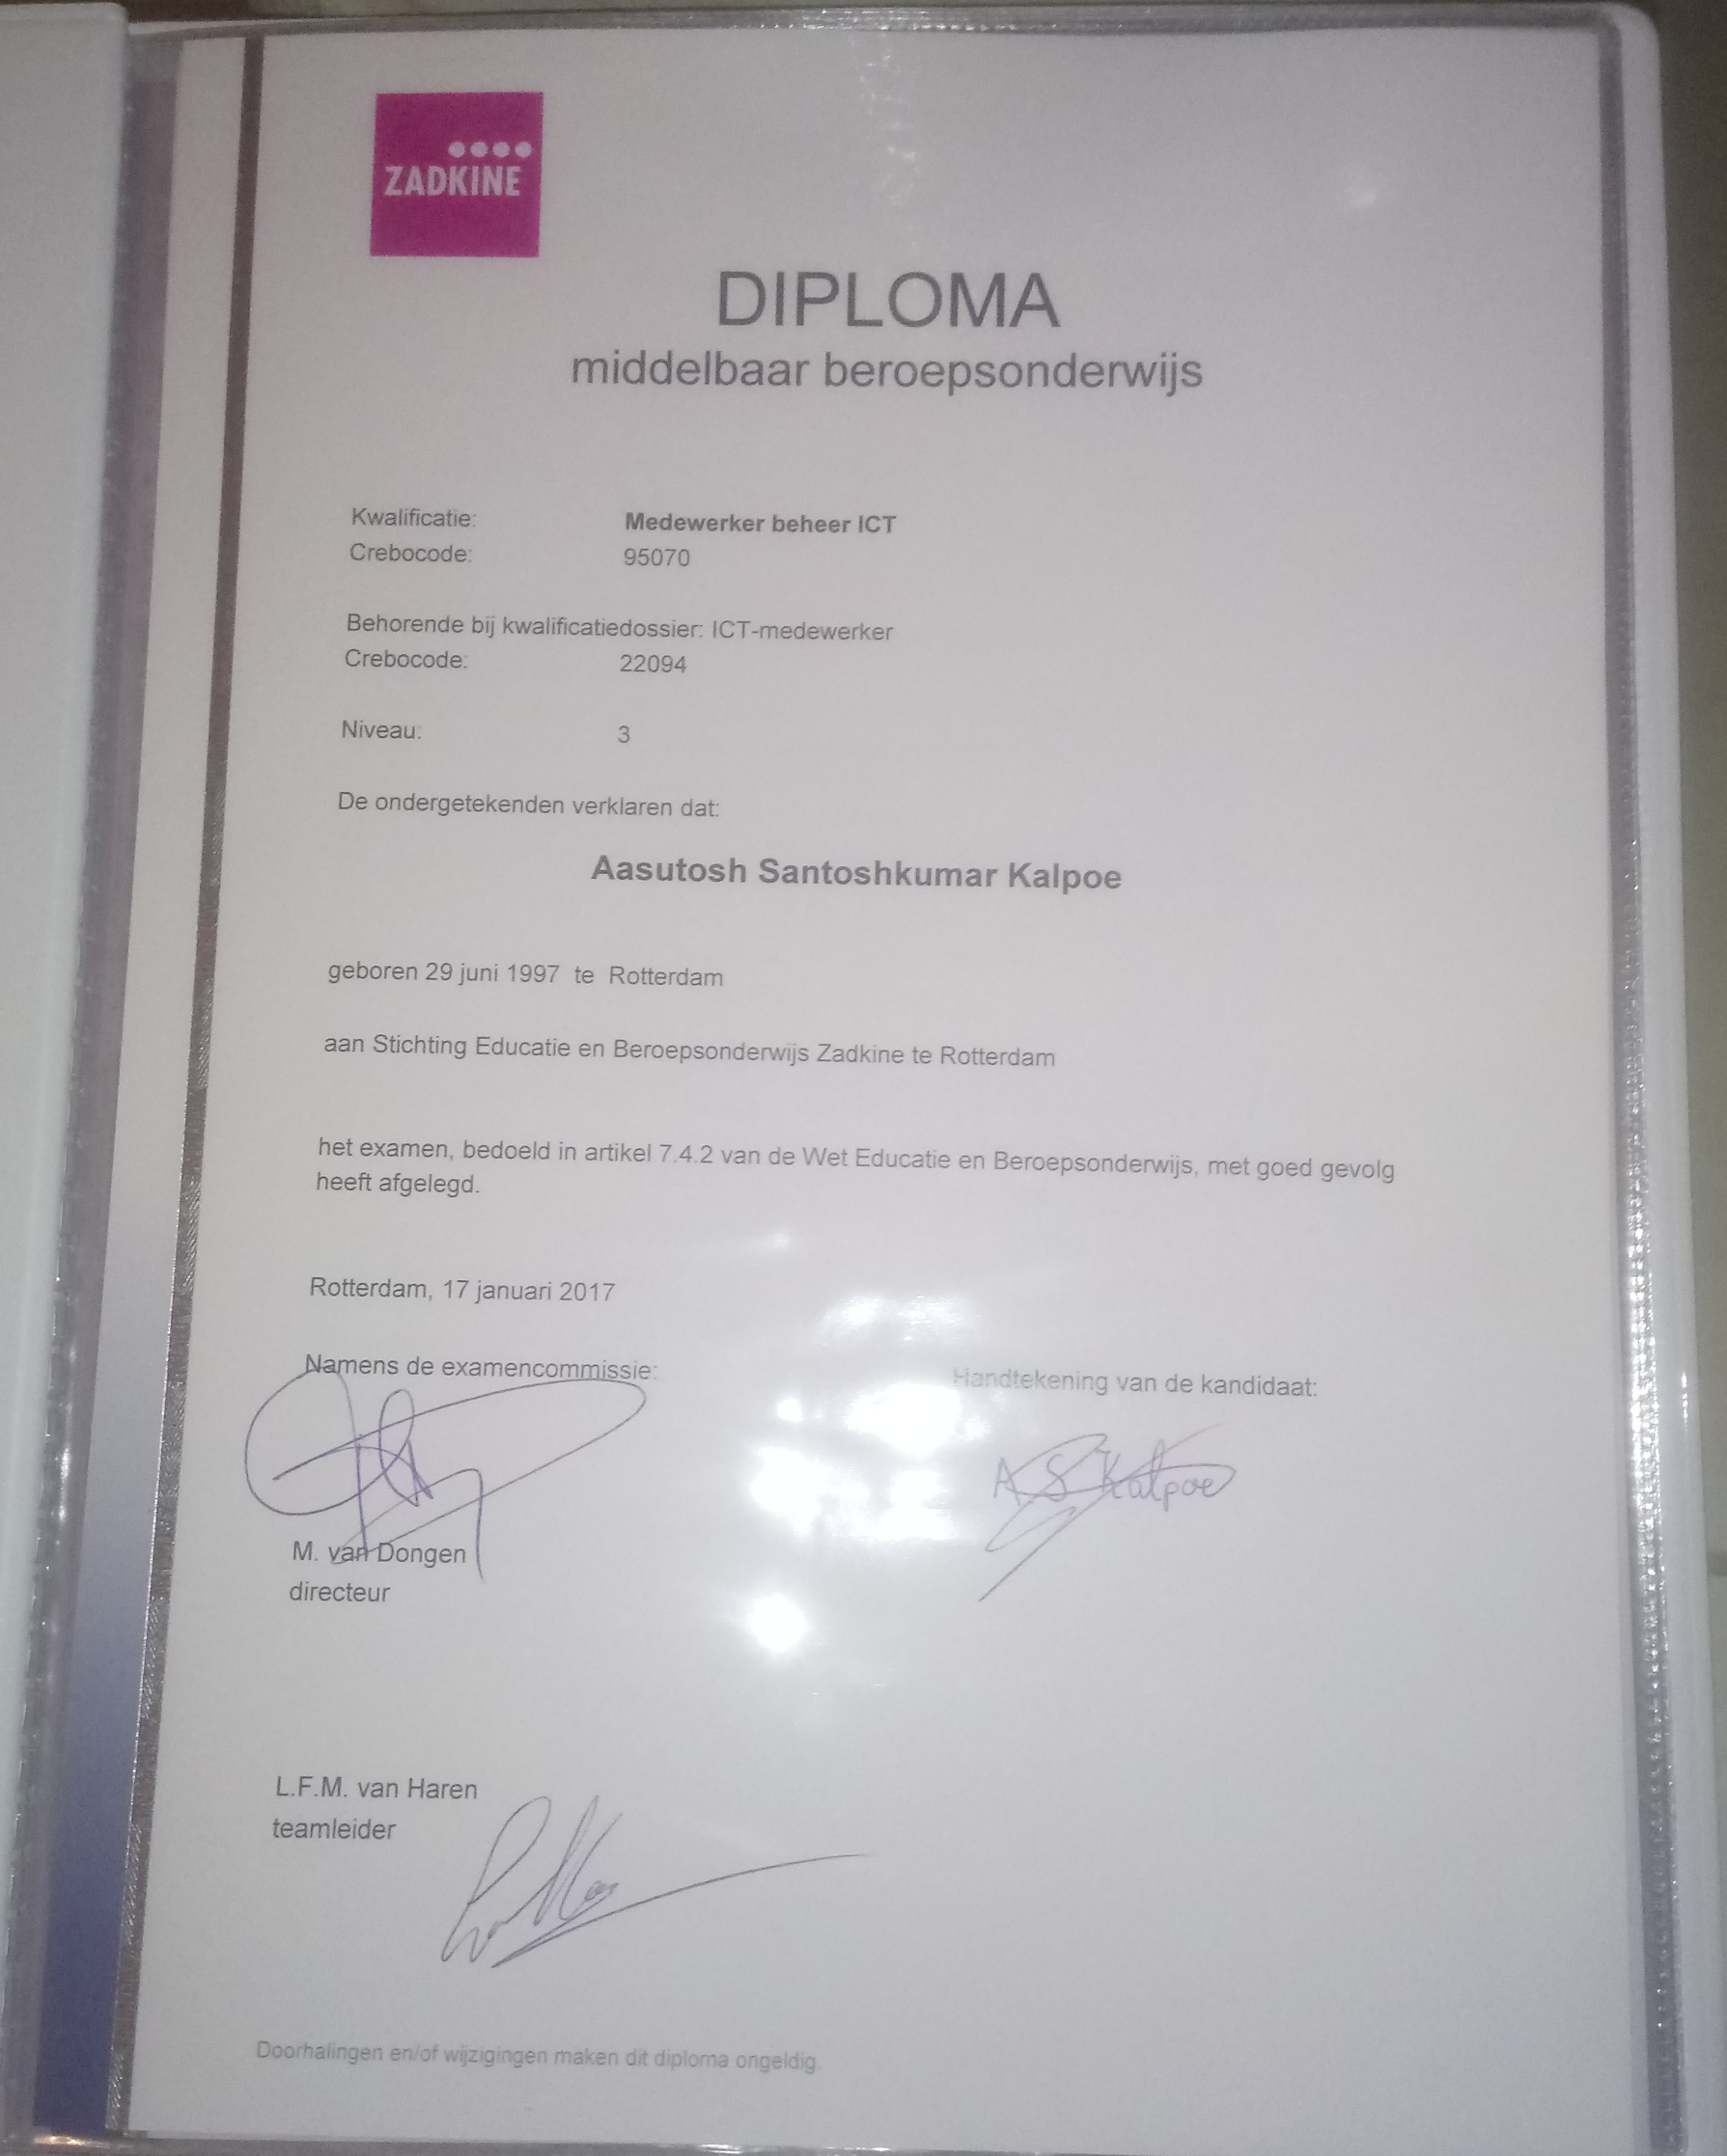 ZADKINE
DIPLOMA
middelbaar beroepsonderwijs
Kwalificatie: Medewerker beheer ICT
Crebocode: 95070
Behorende bij kwalificatiedossier: ICT-medewerker
Crebocode: 22094
Niveau: 3
De ondergetekenden verklaren dat:
Aasutosh Santoshkumar Kalpoe
geboren 29 juni 1997 te Rotterdam
aan Stichting Educatie en Beroepsonderwijs Zadkine te Rotterdam
het examen, bedoeld in artikel 7.4.2 van de Wet Educatie en Beroepsonderwijs, met goed gevolg
heeft afgelegd.
Rotterdam, 17 januari 2017
Namens de examencommissie:
Handtekening van de kandidaat:
A S Kalpoe
M. van Dongen
directeur
L.F.M. van Haren
teamleider
Doorhalingen en/of wijzigingen maken dit diploma ongeldig